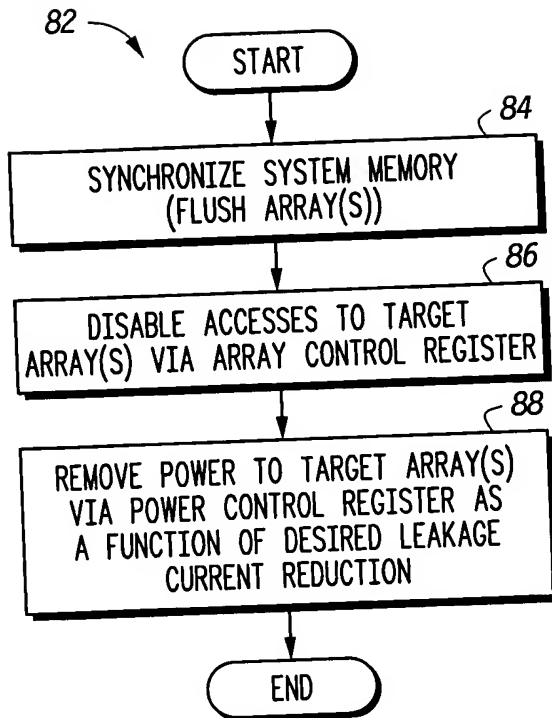 82
START
84
SYNCHRONIZE SYSTEM MEMORY
(FLUSH ARRAY(S))
86
DISABLE ACCESSES TO TARGET
ARRAY(S) VIA ARRAY CONTROL REGISTER
88
REMOVE POWER TO TARGET ARRAY(S)
VIA POWER CONTROL REGISTER AS
A FUNCTION OF DESIRED LEAKAGE
CURRENT REDUCTION
END